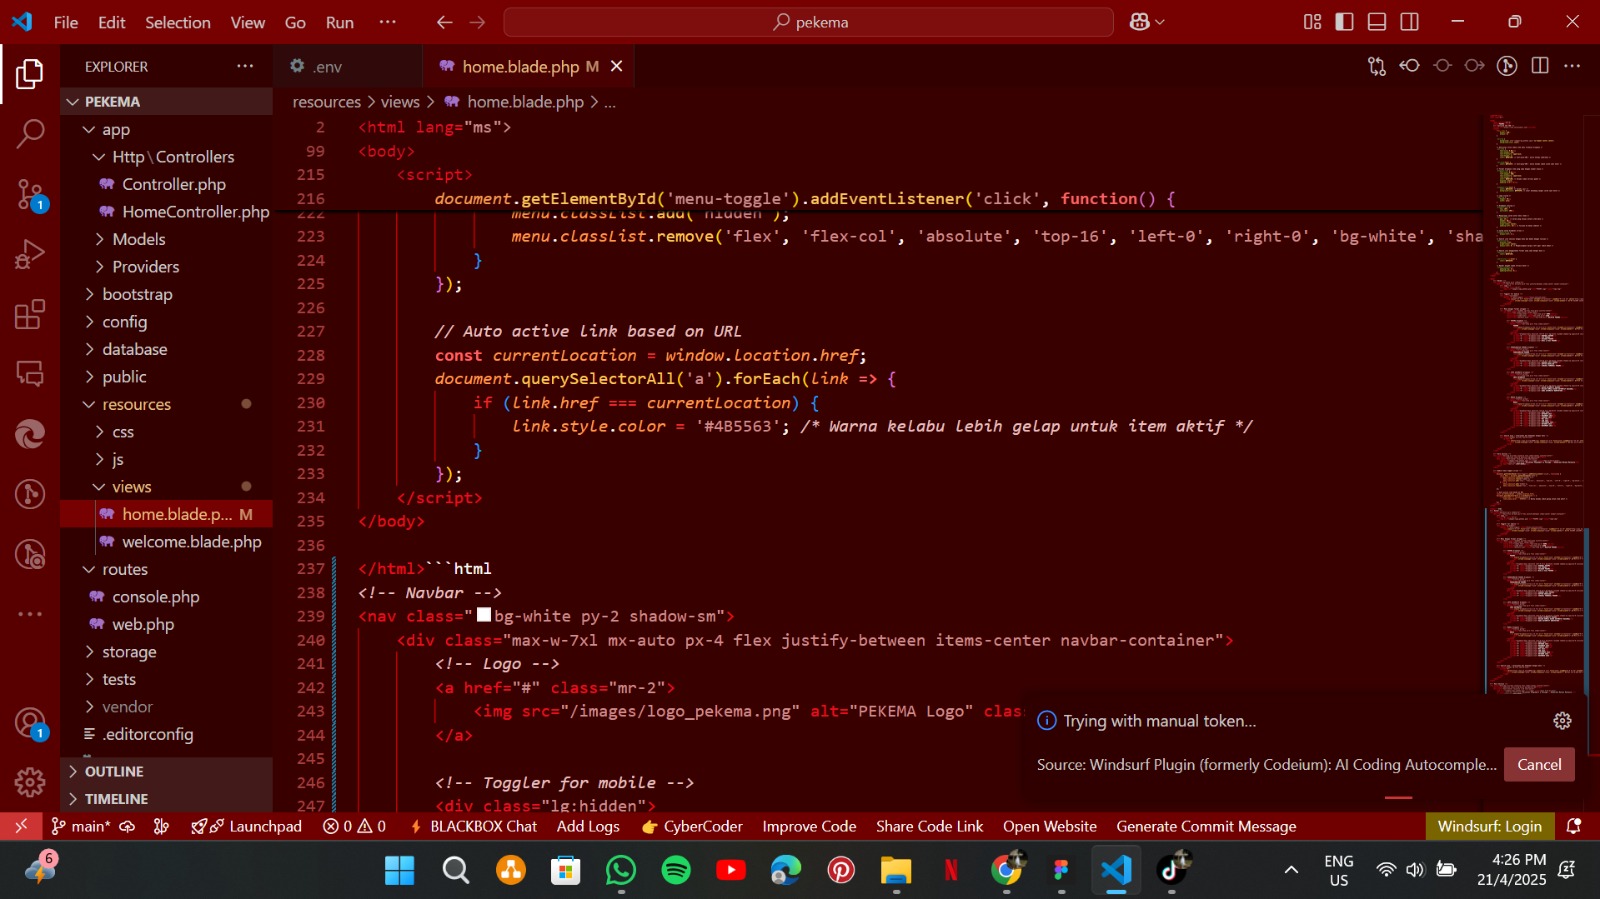 File Edit Selection View Go Run ··· pekema
EXPLORER ···
.env
home.blade.php M
PEKEMA
resources > views > home.blade.php > ...
app
Http\Controllers
Controller.php
HomeController.php
Models
Providers
bootstrap
config
database
public
resources
css
js
views
home.blade.p... M
welcome.blade.php
routes
console.php
web.php
storage
tests
vendor
.editorconfig
OUTLINE
TIMELINE
2 <html lang="ms">
99 <body>
215 <script>
216 document.getElementById('menu-toggle').addEventListener('click', function() {
222 menu.classList.add('hidden');
223 menu.classList.remove('flex', 'flex-col', 'absolute', 'top-16', 'left-0', 'right-0', 'bg-white', 'sha
224 }
225 });
226
227 // Auto active link based on URL
228 const currentLocation = window.location.href;
229 document.querySelectorAll('a').forEach(link => {
230 if (link.href === currentLocation) {
231 link.style.color = '#4B5563'; /* Warna kelabu lebih gelap untuk item aktif */
232 }
233 });
234 </script>
235 </body>
236
237 </html>```html
238 <!-- Navbar -->
239 <nav class="bg-white py-2 shadow-sm">
240 <div class="max-w-7xl mx-auto px-4 flex justify-between items-center navbar-container">
241 <!-- Logo -->
242 <a href="#" class="mr-2">
243 <img src="/images/logo_pekema.png" alt="PEKEMA Logo" clas
244 </a>
245
246 <!-- Toggler for mobile -->
247 <div class="lg:hidden">
Trying with manual token...
Source: Windsurf Plugin (formerly Codeium): AI Coding Autocomple...
Cancel
1
1
main* Launchpad 0 0 BLACKBOX Chat Add Logs CyberCoder Improve Code Share Code Link Open Website Generate Commit Message Windsurf: Login
6
N
ENG
US
4:26 PM
21/4/2025